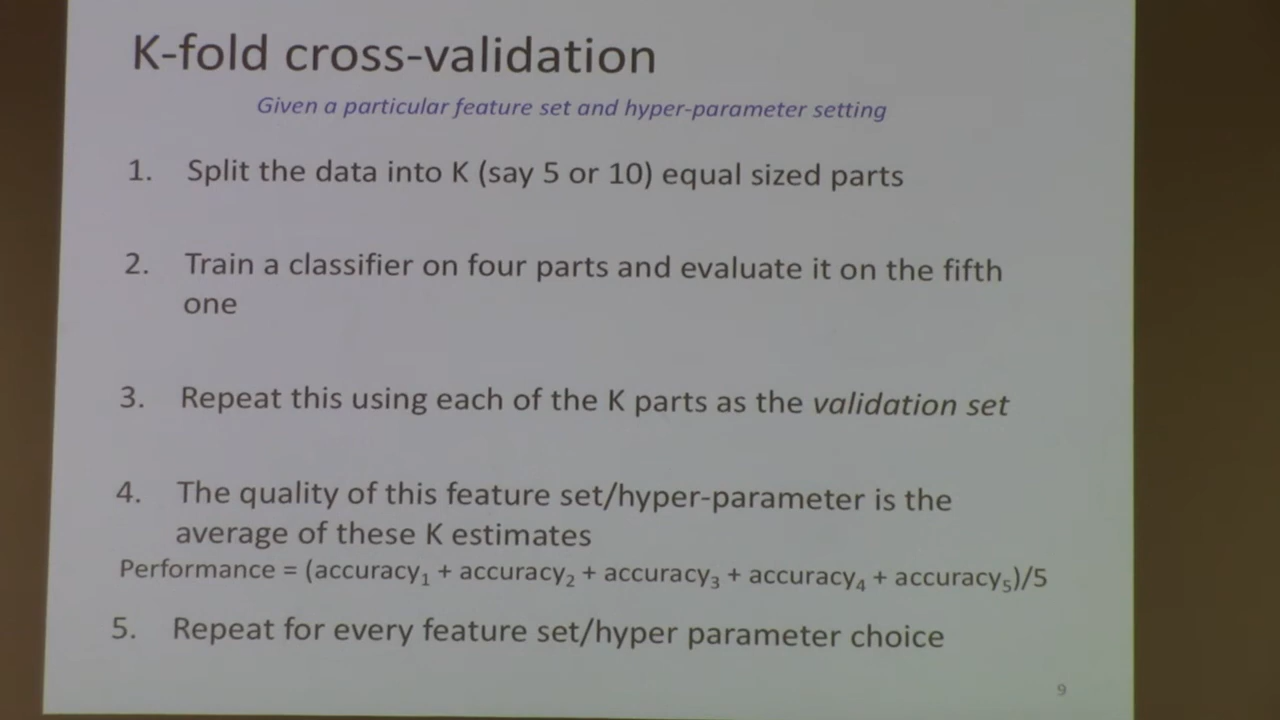 K-fold cross-validation
Given a particular feature set and hyper-parameter setting
1. Split the data into K (say 5 or 10) equal sized parts
2. Train a classifier on four parts and evaluate it on the fifth
one
3. Repeat this using each of the K parts as the validation set
4. The quality of this feature set/hyper-parameter is the
average of these K estimates
Performance = (accuracy₁ + accuracy₂ + accuracy₃ + accuracy₄ + accuracy₅)/5
5. Repeat for every feature set/hyper parameter choice
9